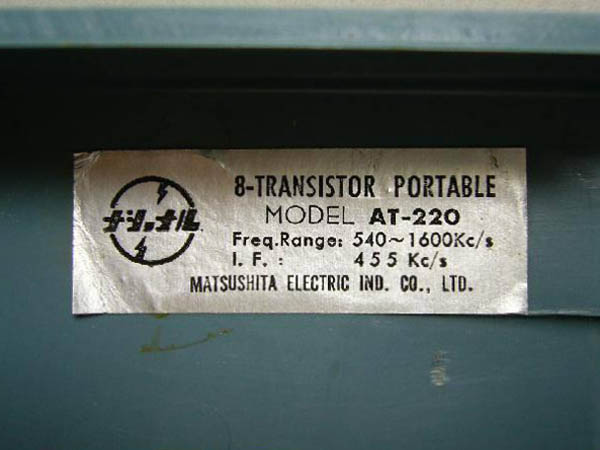 ナショナル
8-TRANSISTOR PORTABLE
MODEL AT-220
Freq.Range: 540~1600Kc/s
I. F. : 455 Kc/s
MATSUSHITA ELECTRIC IND. CO., LTD.